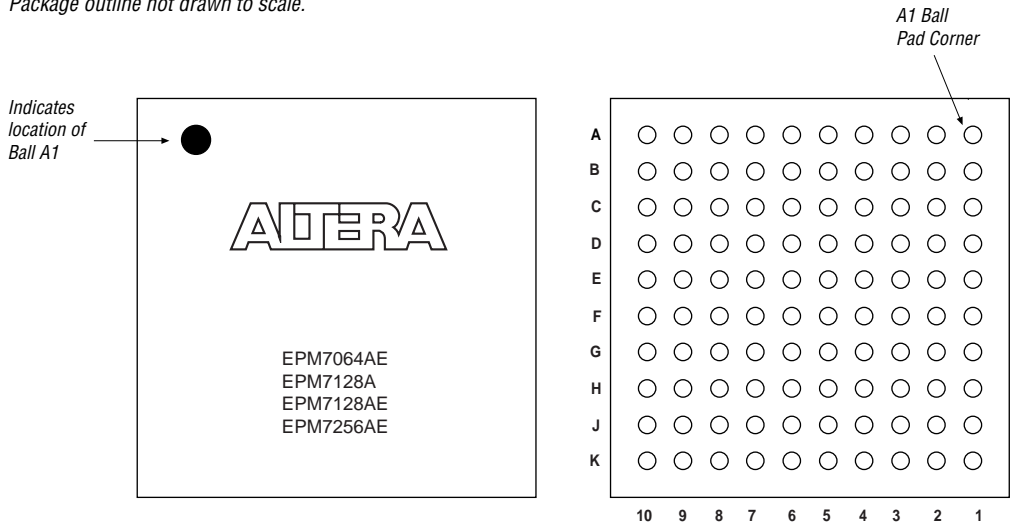 Package outline not drawn to scale.
A1 Ball
Pad Corner
Indicates
location of
Ball A1
ALTERA
EPM7064AE
EPM7128A
EPM7128AE
EPM7256AE
A
B
C
D
E
F
G
H
J
K
10 9 8 7 6 5 4 3 2 1